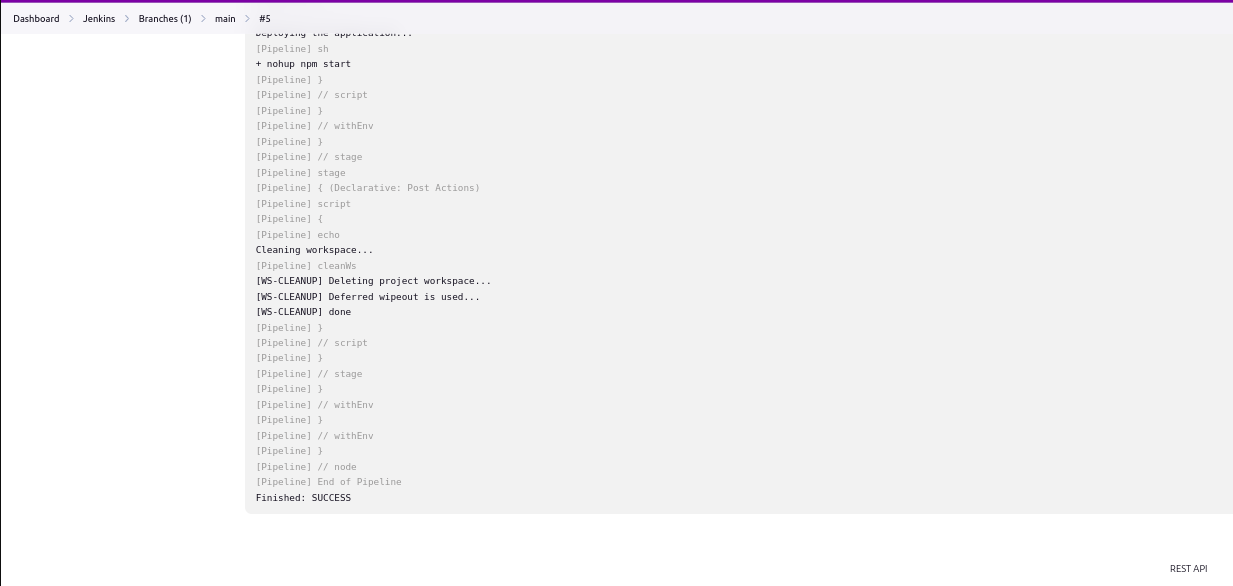 Dashboard > Jenkins > Branches (1) > main > #5
Deploying the application...
[Pipeline] sh
+ nohup npm start
[Pipeline] }
[Pipeline] // script
[Pipeline] }
[Pipeline] // withEnv
[Pipeline] }
[Pipeline] // stage
[Pipeline] stage
[Pipeline] { (Declarative: Post Actions)
[Pipeline] script
[Pipeline] {
[Pipeline] echo
Cleaning workspace...
[Pipeline] cleanWs
[WS-CLEANUP] Deleting project workspace...
[WS-CLEANUP] Deferred wipeout is used...
[WS-CLEANUP] done
[Pipeline] }
[Pipeline] // script
[Pipeline] }
[Pipeline] // stage
[Pipeline] }
[Pipeline] // withEnv
[Pipeline] }
[Pipeline] // withEnv
[Pipeline] }
[Pipeline] // node
[Pipeline] End of Pipeline
Finished: SUCCESS
REST API